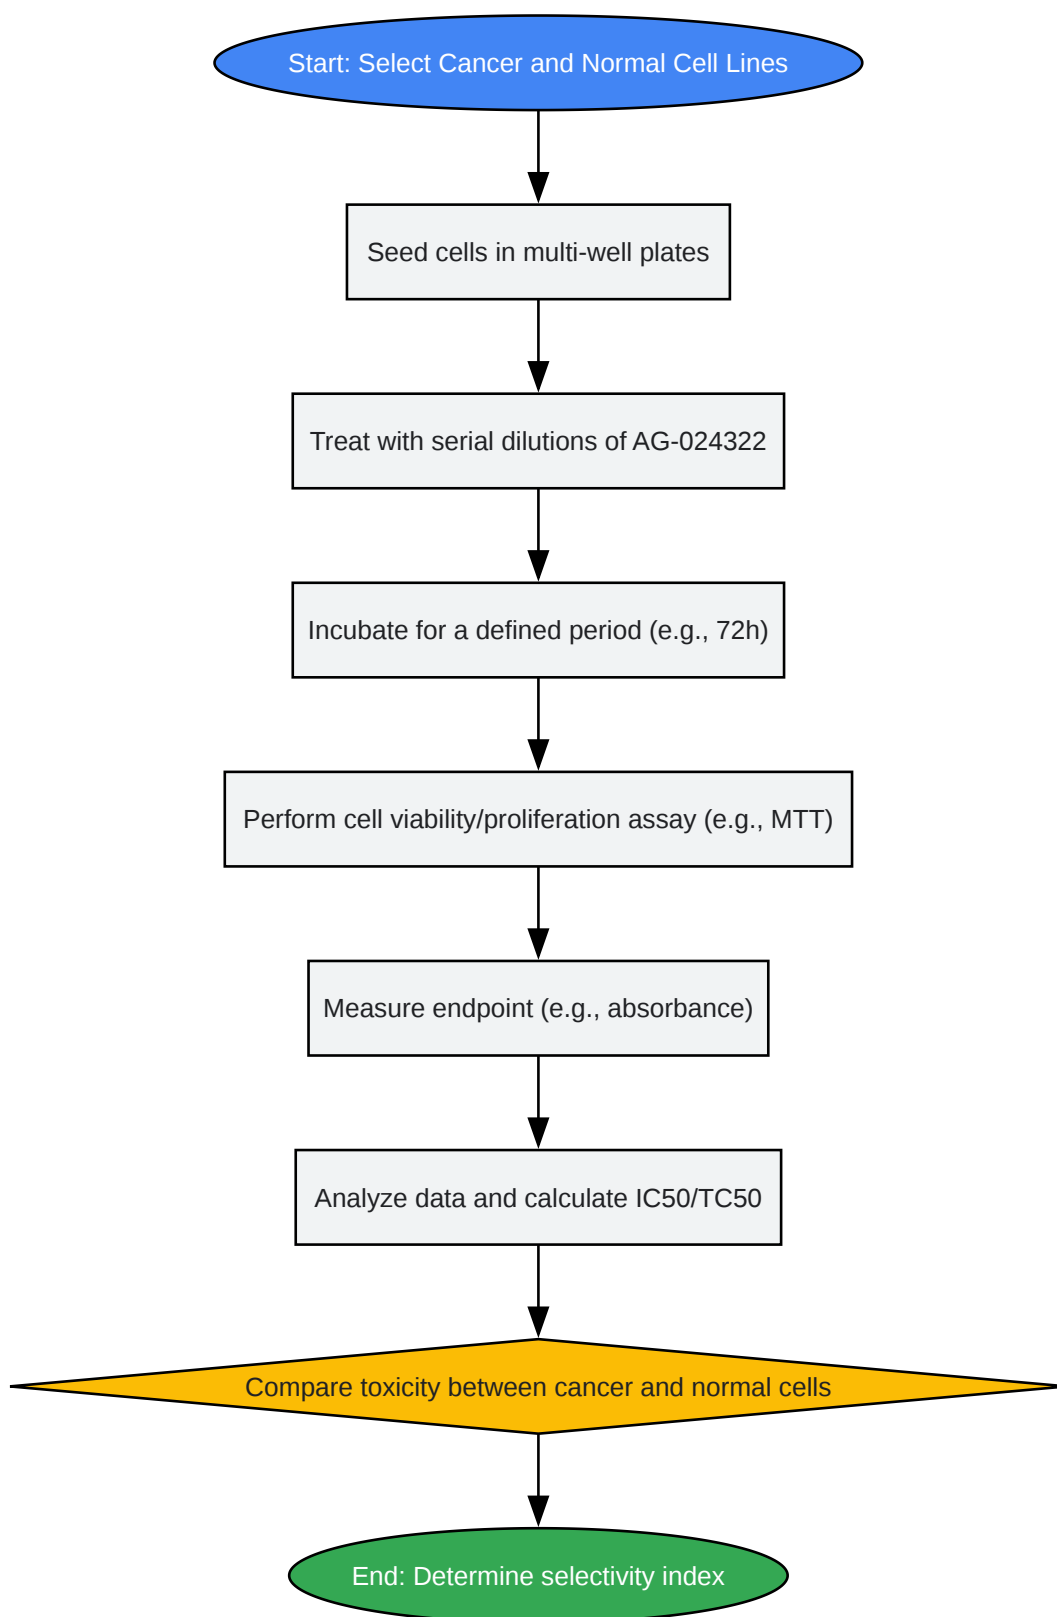 Start: Select Cancer and Normal Cell Lines
Seed cells in multi-well plates
Treat with serial dilutions of AG-024322
Incubate for a defined period (e.g., 72h)
Perform cell viability/proliferation assay (e.g., MTT)
Measure endpoint (e.g., absorbance)
Analyze data and calculate IC50/TC50
Compare toxicity between cancer and normal cells
End: Determine selectivity index